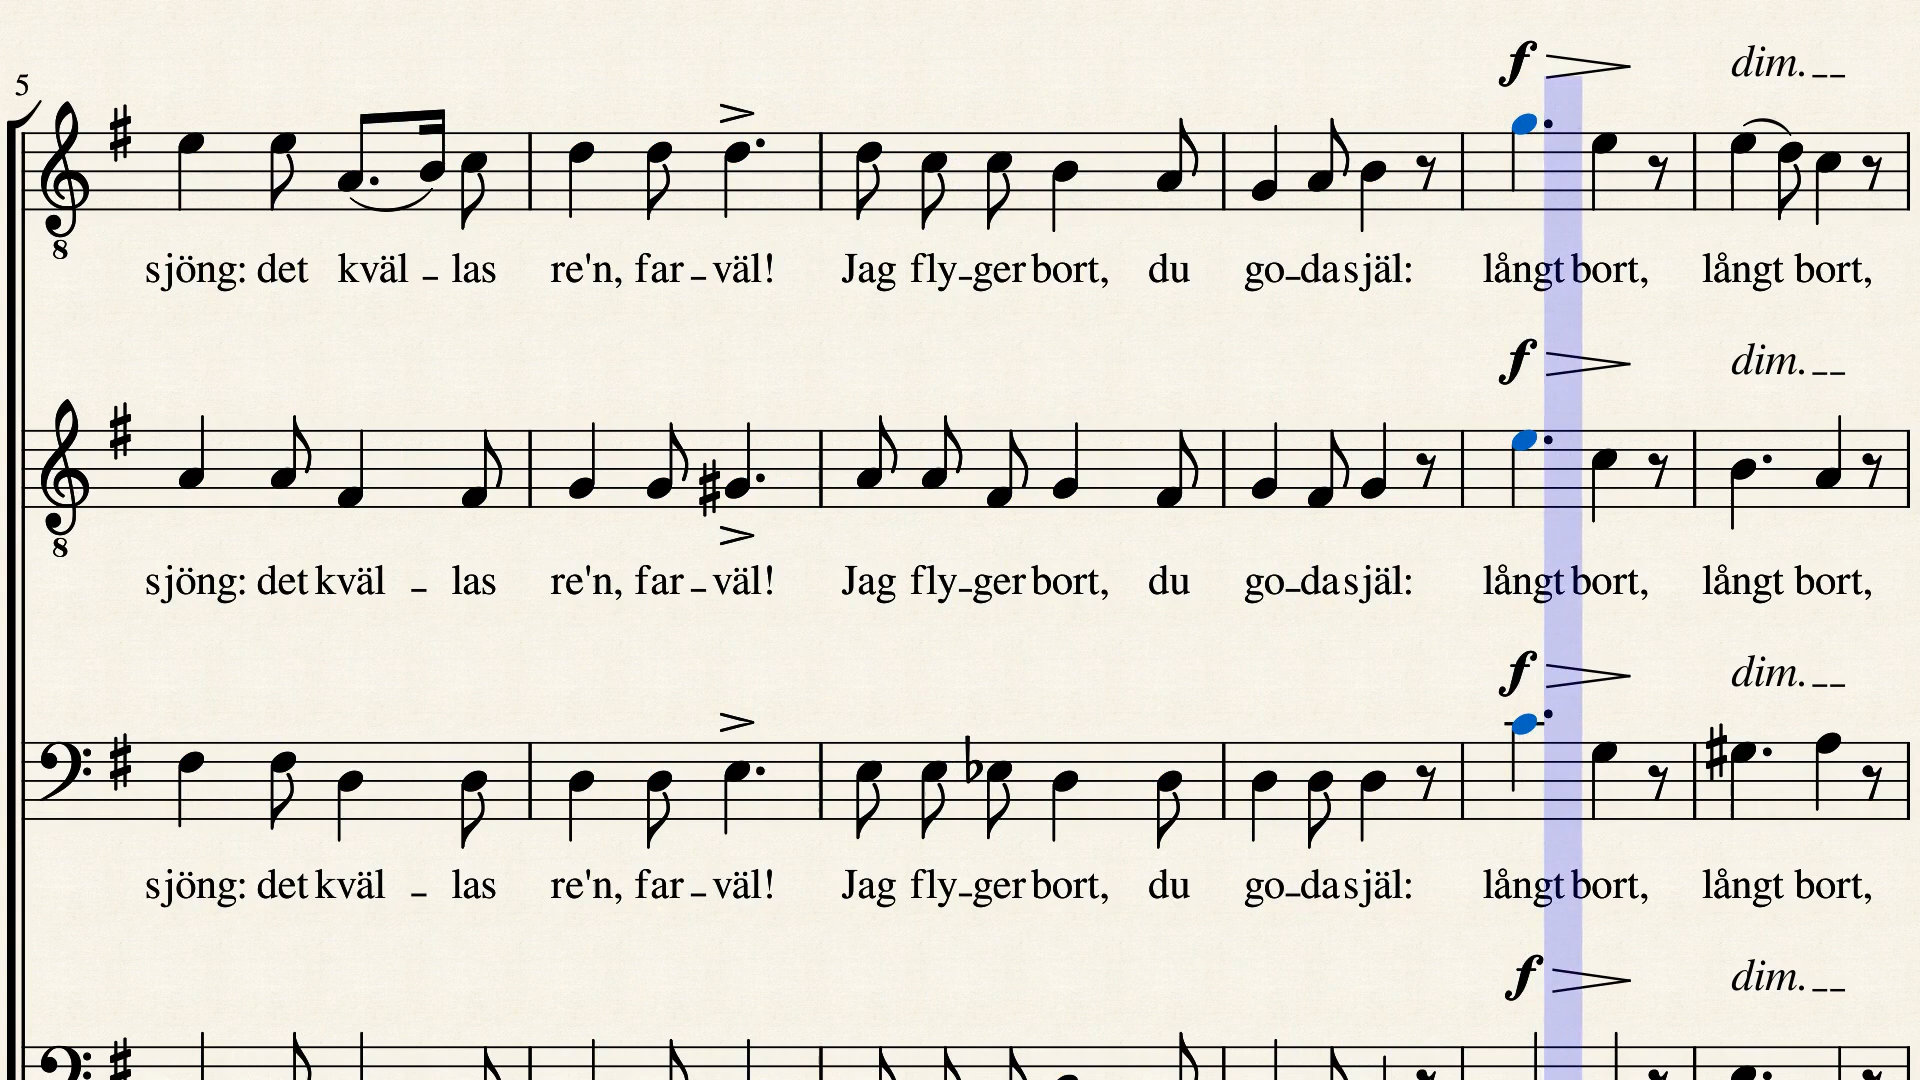 f dim.
5
8
sjöng: det kväl – las re'n, far – väl! Jag fly – ger bort, du go – da själ: långt bort, långt bort,
f dim.
8
sjöng: det kväl – las re'n, far – väl! Jag fly – ger bort, du go – da själ: långt bort, långt bort,
f dim.
sjöng: det kväl – las re'n, far – väl! Jag fly – ger bort, du go – da själ: långt bort, långt bort,
f dim.